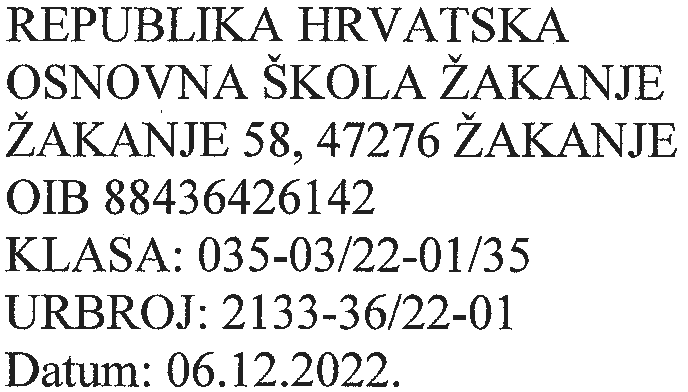 REPUBLIKA HRVATSKA
OSNOVNA ŠKOLA ŽAKANJE
ŽAKANJE 58, 47276 ŽAKANJE
OIB 88436426142
KLASA: 035-03/22-01/35
URBROJ: 2133-36/22-01
Datum: 06.12.2022.